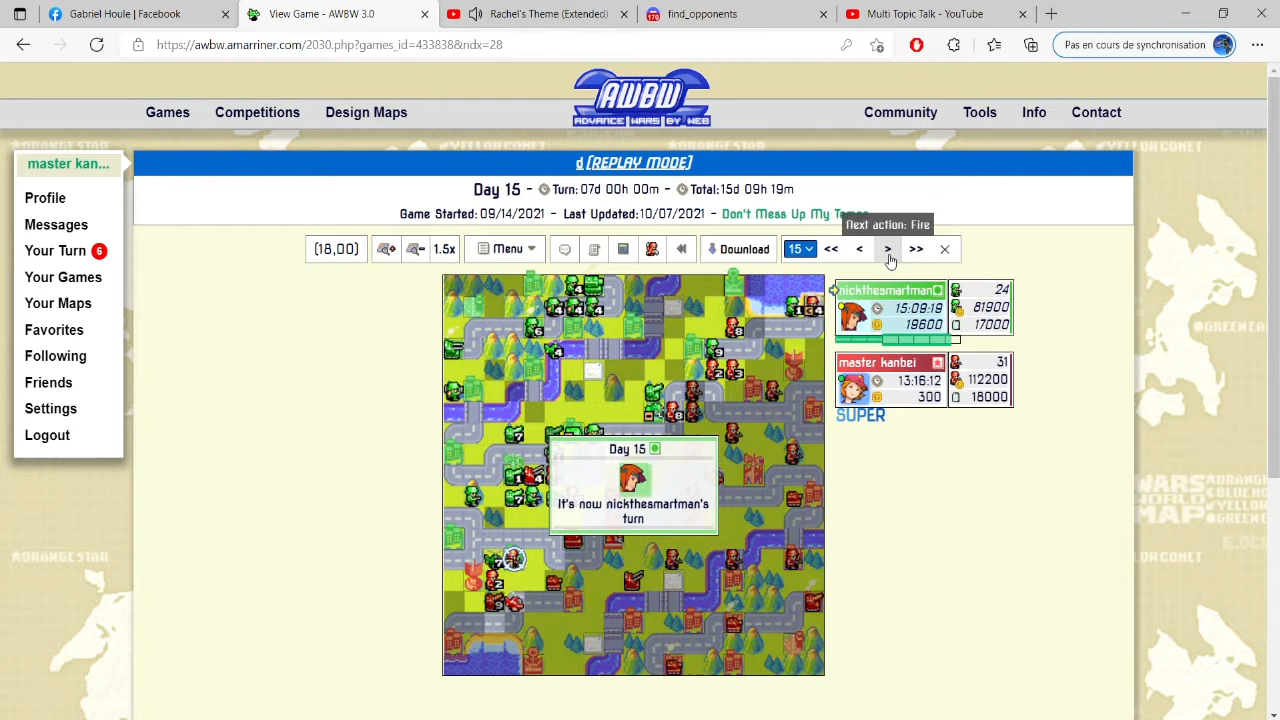 Gabriel Houle | Facebook
View Game - AWBW 3.0
Rachel's Theme (Extended)
170
find_opponents
Multi Topic Talk - YouTube
https://awbw.amarriner.com/2030.php?games_id=433838&ndx=28
Pas en cours de synchronisation
AWBW
ADVANCE WARS BY WEB
Games
Competitions
Design Maps
Community
Tools
Info
Contact
master kan...
Profile
Messages
Your Turn 6
Your Games
Your Maps
Favorites
Following
Friends
Settings
Logout
d [REPLAY MODE]
Day 15 - Turn:07d 00h 00m - Total:15d 09h 19m
Game Started:09/14/2021 - Last Updated:10/07/2021 - Don't Mess Up My
Next action: Fire
(18,00)
1.5x
Menu
Download
15
<<
<
>
>>
nickthesmartman
15:09:19
19600
24
81900
17000
master kanbei
13:16:12
300
31
112200
18000
SUPER
Day 15
It's now nickthesmartman's
turn